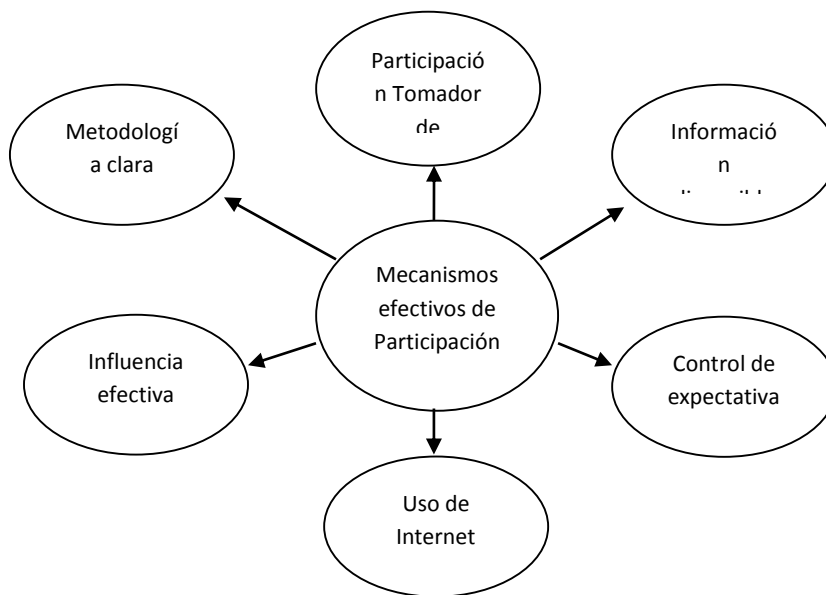 Participació
n Tomador
de
Metodologí
a clara
Informació
n
Mecanismos
efectivos de
Participación
Influencia
efectiva
Control de
expectativa
Uso de
Internet